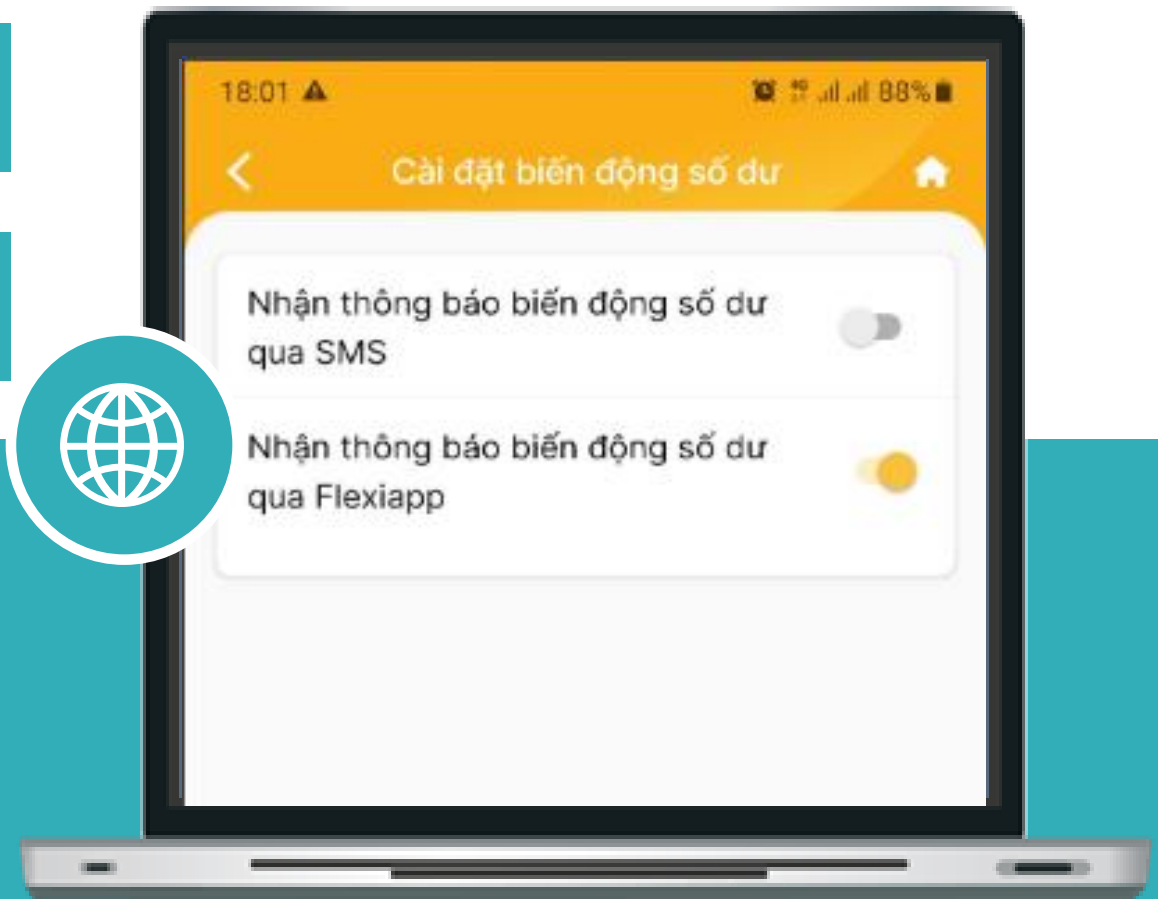 18:01
88%
Cài đặt biến động số dư
Nhận thông báo biến động số dư
qua SMS
Nhận thông báo biến động số dư
qua Flexiapp